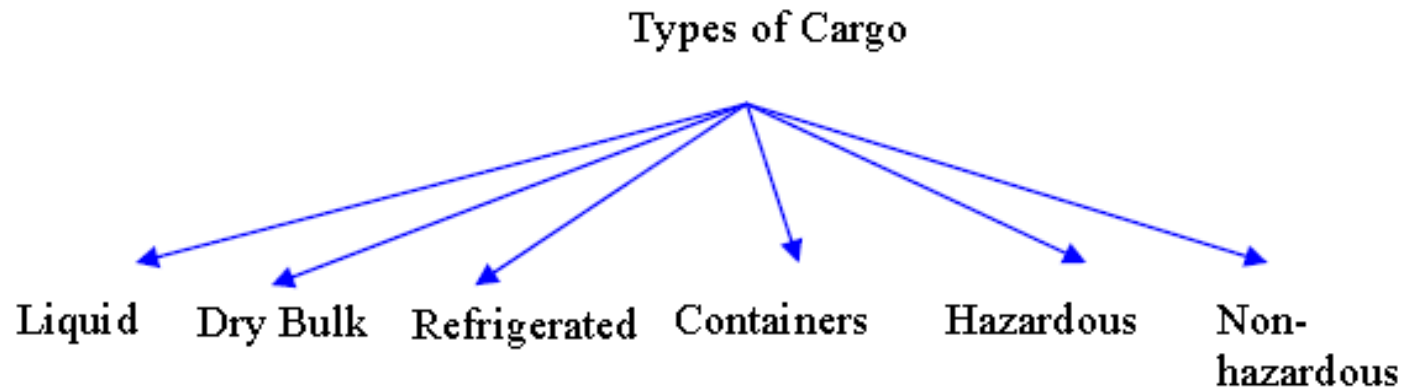 Types of Cargo
Liquid
Dry Bulk
Refrigerated
Containers
Hazardous
Non-
hazardous